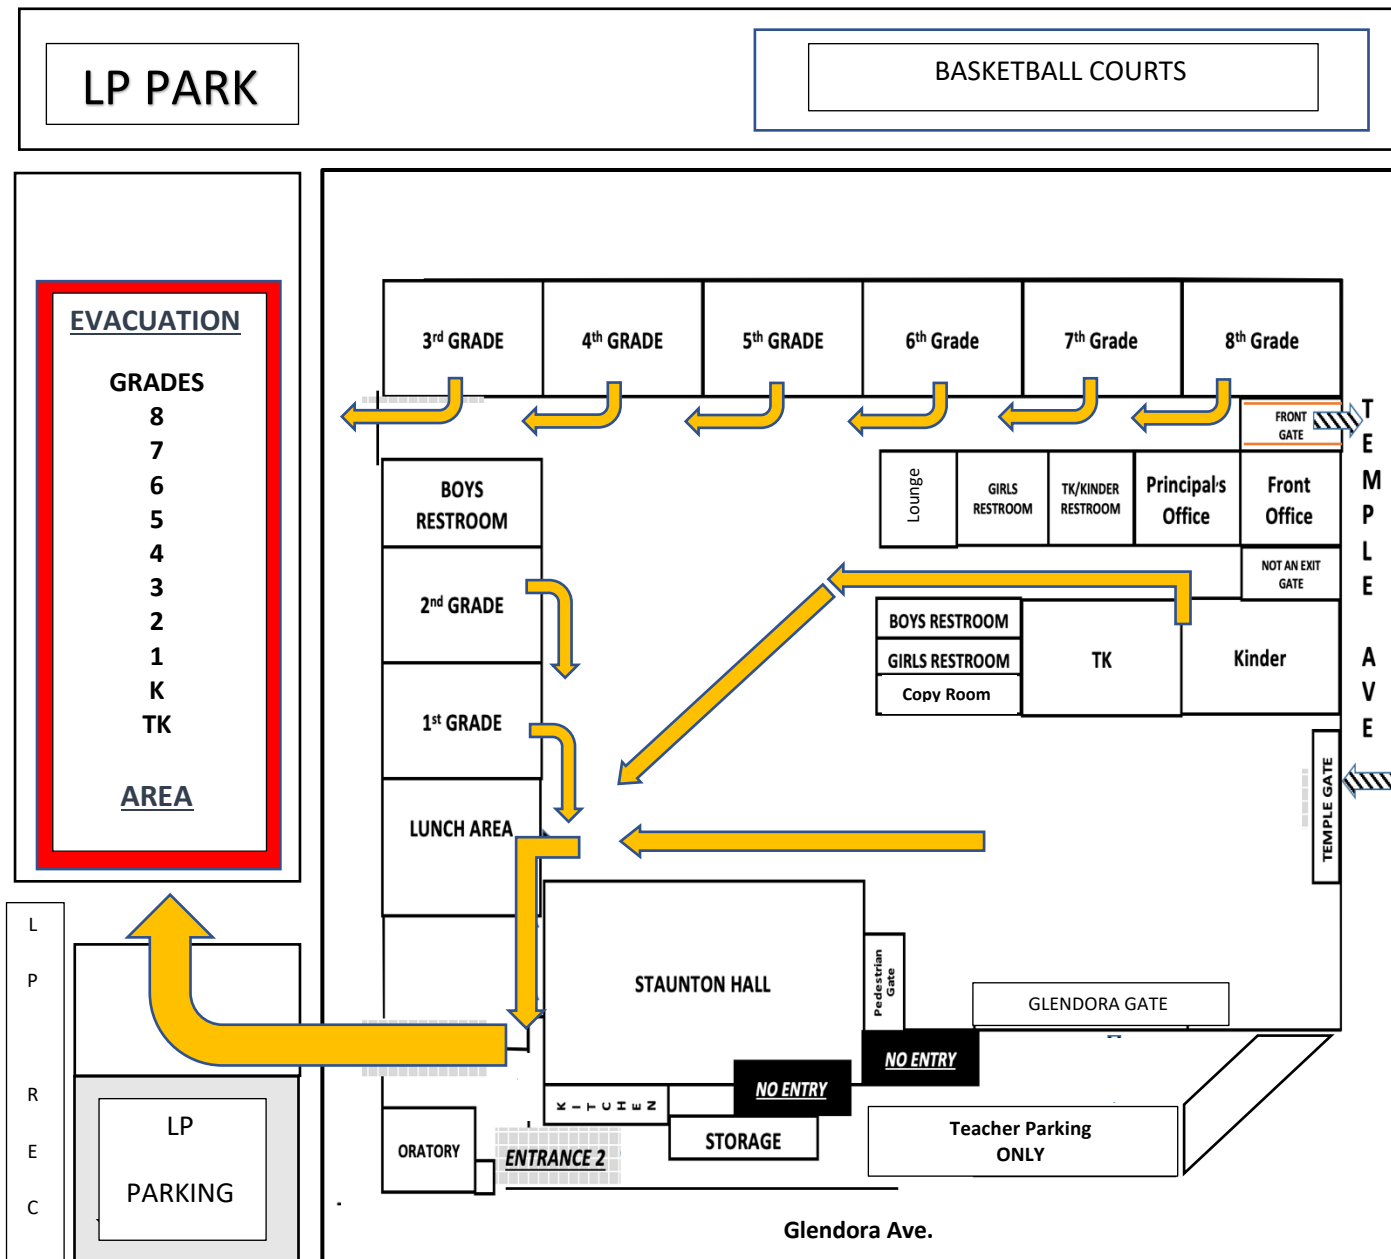 LP PARK
BASKETBALL COURTS
EVACUATION
GRADES
8
7
6
5
4
3
2
1
K
TK
AREA
3rd GRADE
4th GRADE
5th GRADE
6th Grade
7th Grade
8th Grade
FRONT
GATE
TEMPLE AVE
BOYS
RESTROOM
Lounge
GIRLS
RESTROOM
TK/KINDER
RESTROOM
Principal's
Office
Front
Office
NOT AN EXIT
GATE
2nd GRADE
BOYS RESTROOM
GIRLS RESTROOM
Copy Room
TK
Kinder
1st GRADE
TEMPLE GATE
LUNCH AREA
STAUNTON HALL
Pedestrian
Gate
GLENDORA GATE
NO ENTRY
NO ENTRY
KITCHEN
STORAGE
Teacher Parking
ONLY
ORATORY
ENTRANCE 2
LP REC
LP
PARKING
Glendora Ave.